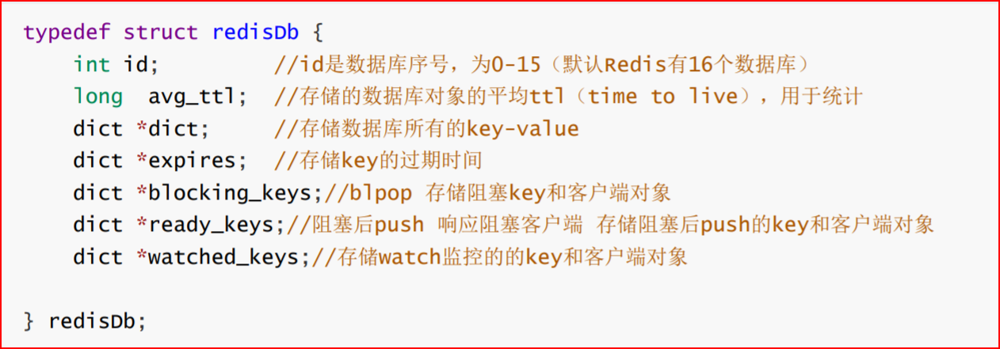 typedef struct redisDb {
    int id;         //id是数据库序号，为0-15（默认Redis有16个数据库）
    long  avg_ttl;  //存储的数据库对象的平均ttl（time to live），用于统计
    dict *dict;     //存储数据库所有的key-value
    dict *expires;  //存储key的过期时间
    dict *blocking_keys;//blpop 存储阻塞key和客户端对象
    dict *ready_keys;//阻塞后push 响应阻塞客户端 存储阻塞后push的key和客户端对象
    dict *watched_keys;//存储watch监控的的key和客户端对象
} redisDb;